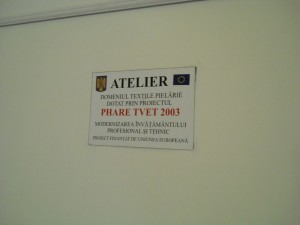 ATELIER
DOMENIUL TEXTILE PIELĂRIE
DOTAT PRIN PROIECTUL
PHARE TVET 2003
MODERNIZAREA ÎNVĂŢĂMÂNTULUI
PROFESIONAL ŞI TEHNIC
PROIECT FINANŢAT DE UNIUNEA EUROPEANĂ